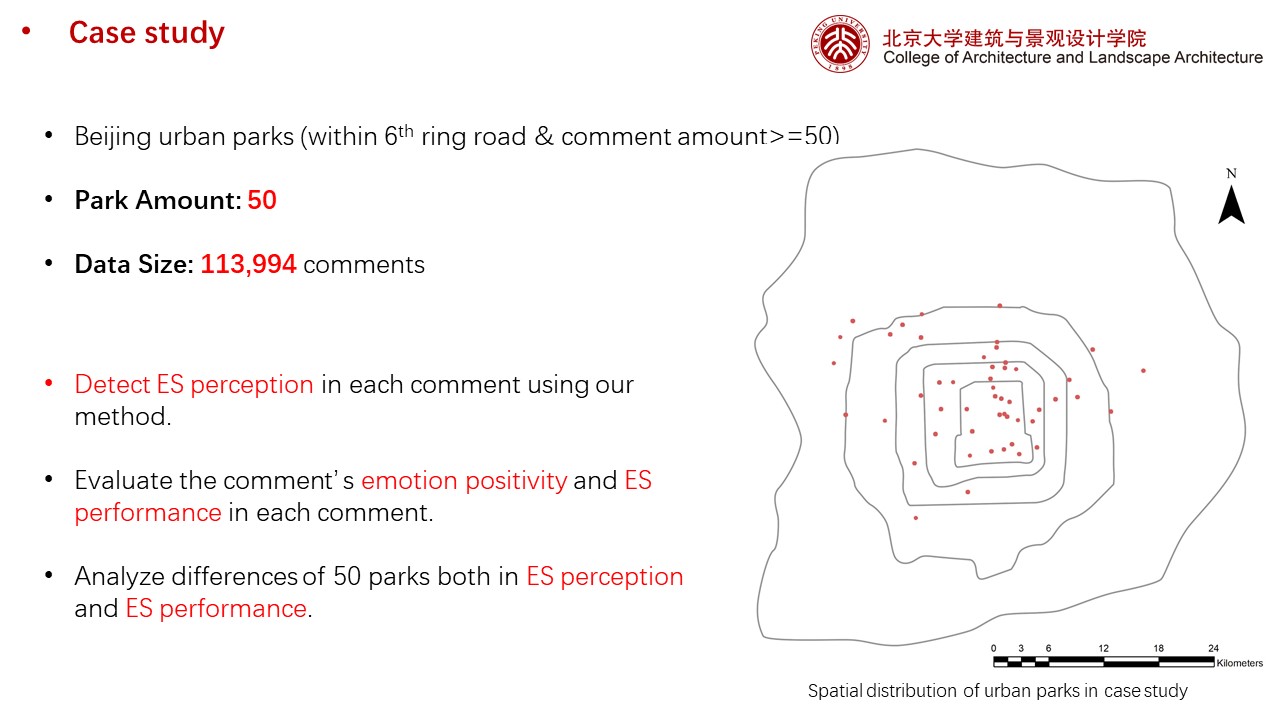 • Case study
PEKING UNIVERSITY
1898
北京大学建筑与景观设计学院
College of Architecture and Landscape Architecture
• Beijing urban parks (within 6th ring road & comment amount>=50)
• Park Amount: 50
• Data Size: 113,994 comments
• Detect ES perception in each comment using our
method.
• Evaluate the comment's emotion positivity and ES
performance in each comment.
• Analyze differences of 50 parks both in ES perception
and ES performance.
N
0 3 6 12 18 24
Kilometers
Spatial distribution of urban parks in case study